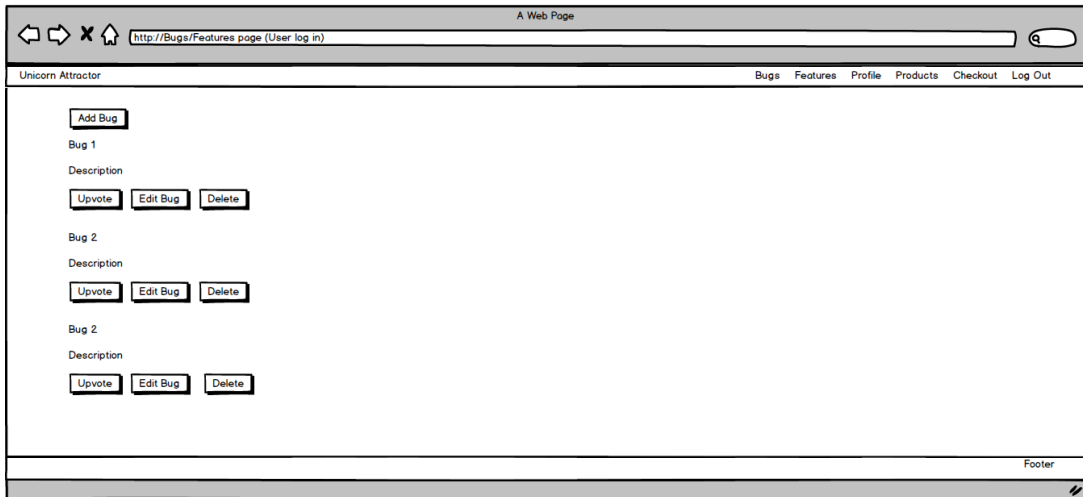 A Web Page
http://Bugs/Features page (User log in)
Unicorn Attractor Bugs Features Profile Products Checkout Log Out
Add Bug
Bug 1
Description
Upvote Edit Bug Delete
Bug 2
Description
Upvote Edit Bug Delete
Bug 2
Description
Upvote Edit Bug Delete
Footer